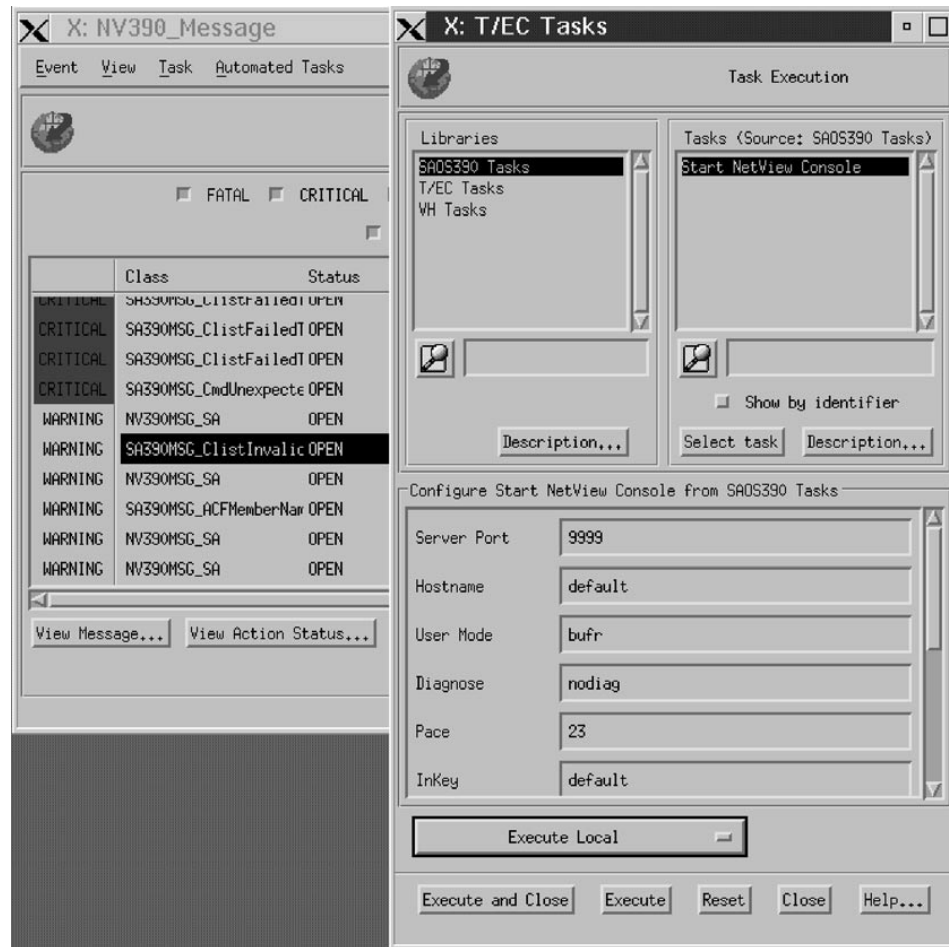 X: NV390_Message
Event View Task Automated Tasks
FATAL CRITICAL
Class Status
CRITICAL SA390MSG_ClistFailedT OPEN
CRITICAL SA390MSG_ClistFailedT OPEN
CRITICAL SA390MSG_ClistFailedT OPEN
CRITICAL SA390MSG_CmdUnexpecte OPEN
WARNING NV390MSG_SA OPEN
WARNING SA390MSG_ClistInvalid OPEN
WARNING NV390MSG_SA OPEN
WARNING SA390MSG_ACFMemberNam OPEN
WARNING NV390MSG_SA OPEN
WARNING NV390MSG_SA OPEN
View Message... View Action Status...
X: T/EC Tasks
Task Execution
Libraries
SAOS390 Tasks
T/EC Tasks
VH Tasks
Description...
Tasks (Source: SAOS390 Tasks)
Start NetView Console
Show by identifier
Select task Description...
Configure Start NetView Console from SAOS390 Tasks
Server Port 9999
Hostname default
User Mode bufr
Diagnose nodiag
Pace 23
InKey default
Execute Local
Execute and Close Execute Reset Close Help...